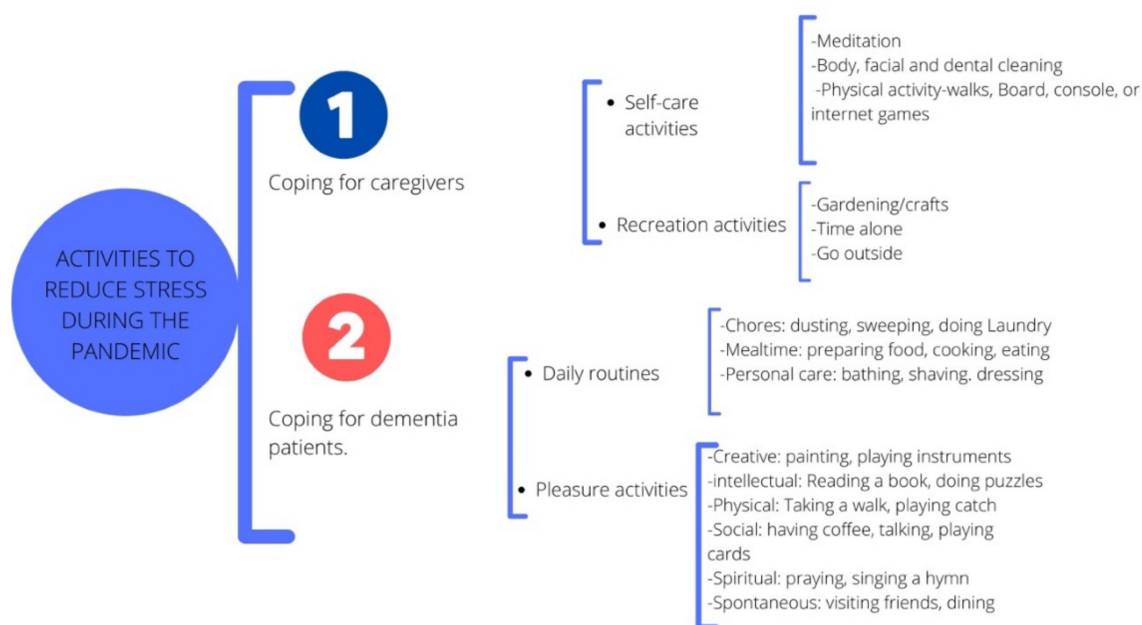 ACTIVITIES TO
REDUCE STRESS
DURING THE
PANDEMIC
1
Coping for caregivers
• Self-care
activities
-Meditation
-Body, facial and dental cleaning
-Physical activity-walks, Board, console, or
internet games
• Recreation activities
-Gardening/crafts
-Time alone
-Go outside
2
Coping for dementia
patients.
• Daily routines
-Chores: dusting, sweeping, doing Laundry
-Mealtime: preparing food, cooking, eating
-Personal care: bathing, shaving. dressing
• Pleasure activities
-Creative: painting, playing instruments
-intellectual: Reading a book, doing puzzles
-Physical: Taking a walk, playing catch
-Social: having coffee, talking, playing
cards
-Spiritual: praying, singing a hymn
-Spontaneous: visiting friends, dining